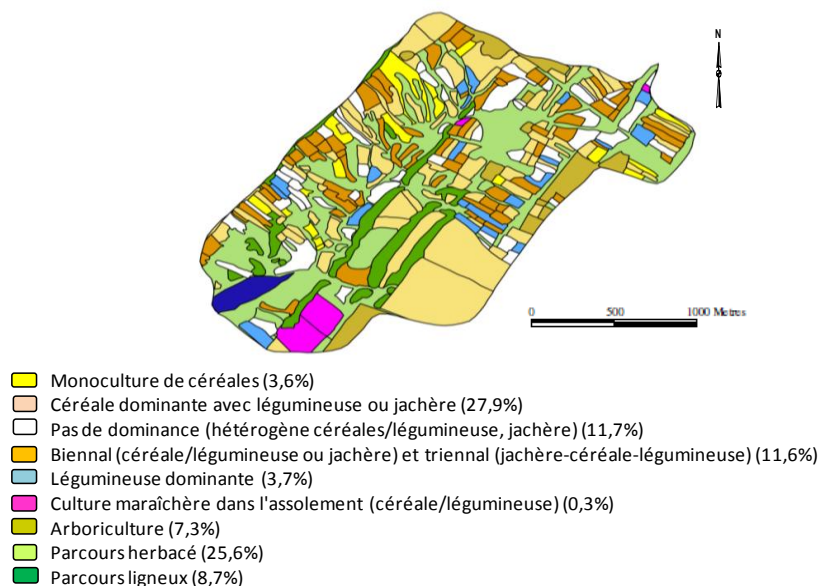 N
0 500 1000 Metres
Monoculture de céréales (3,6%)
Céréale dominante avec légumineuse ou jachère (27,9%)
Pas de dominance (hétérogène céréales/légumineuse, jachère) (11,7%)
Biennal (céréale/légumineuse ou jachère) et triennal (jachère-céréale-légumineuse) (11,6%)
Légumineuse dominante (3,7%)
Culture maraîchère dans l'assolement (céréale/légumineuse) (0,3%)
Arboriculture (7,3%)
Parcours herbacé (25,6%)
Parcours ligneux (8,7%)